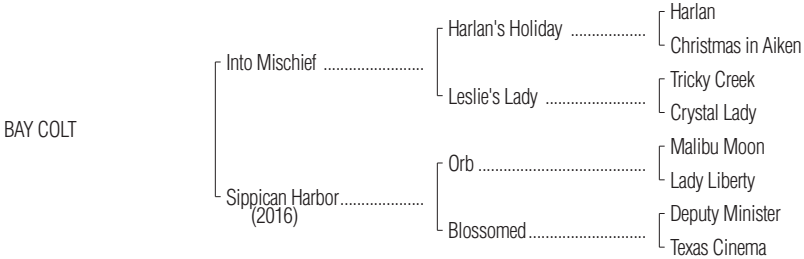 Harlan
Harlan's Holiday ...................
Christmas in Aiken
Into Mischief .........................
Tricky Creek
Leslie's Lady .........................
Crystal Lady
BAY COLT
Malibu Moon
Orb ..........................................
Lady Liberty
Sippican Harbor.....................
(2016)
Deputy Minister
Blossomed.............................
Texas Cinema